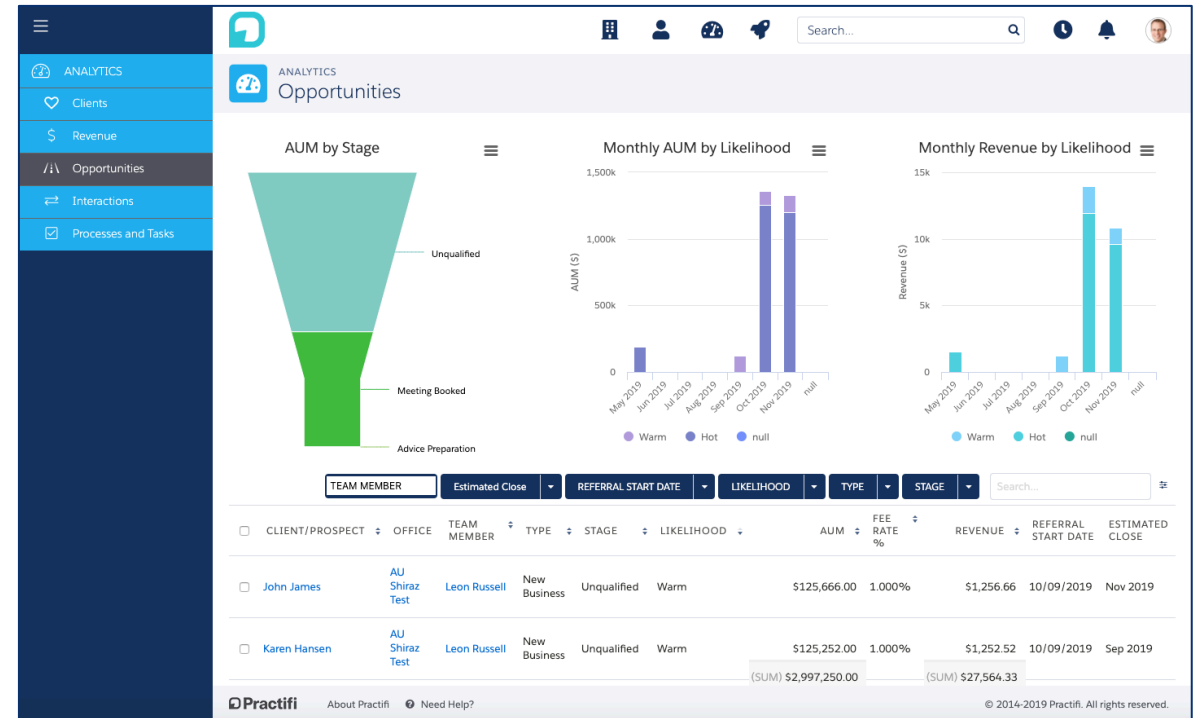 Search...
ANALYTICS
Clients
Revenue
Opportunities
Interactions
Processes and Tasks
ANALYTICS
Opportunities
AUM by Stage
Unqualified
Meeting Booked
Advice Preparation
Monthly AUM by Likelihood
1,500k
1,000k
500k
0
AUM ($)
May 2019 Jun 2019 Jul 2019 Aug 2019 Sep 2019 Oct 2019 Nov 2019 null
Warm Hot null
Monthly Revenue by Likelihood
15k
10k
5k
0
Revenue ($)
May 2019 Jun 2019 Jul 2019 Aug 2019 Sep 2019 Oct 2019 Nov 2019 null
Warm Hot null
TEAM MEMBER Estimated Close REFERRAL START DATE LIKELIHOOD TYPE STAGE Search...
CLIENT/PROSPECT OFFICE TEAM MEMBER TYPE STAGE LIKELIHOOD AUM FEE RATE % REVENUE REFERRAL START DATE ESTIMATED CLOSE
John James AU Shiraz Test Leon Russell New Business Unqualified Warm $125,666.00 1.000% $1,256.66 10/09/2019 Nov 2019
Karen Hansen AU Shiraz Test Leon Russell New Business Unqualified Warm $125,252.00 1.000% $1,252.52 10/09/2019 Sep 2019
(SUM) $2,997,250.00 (SUM) $27,564.33
Practifi About Practifi Need Help? © 2014-2019 Practifi. All rights reserved.